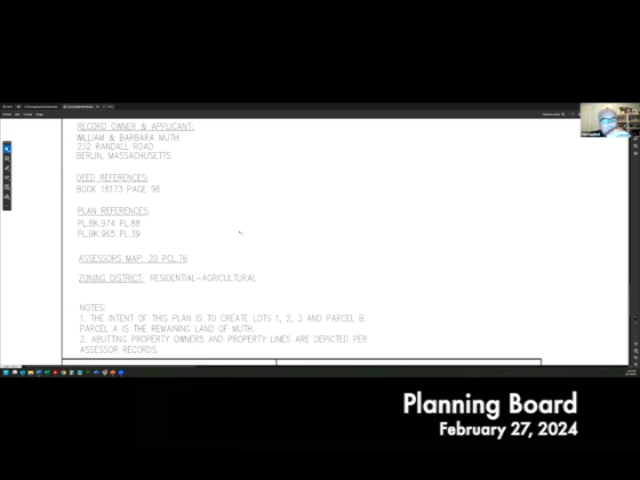 RECORD OWNER & APPLICANT:
WILLIAM & BARBARA MUTH
232 RANDALL ROAD
BERLIN, MASSACHUSETTS
DEED REFERENCES:
BOOK 16173 PAGE 96
PLAN REFERENCES:
PL.BK.974 PL.88
PL.BK.965 PL.39
ASSESSORS MAP: 20 PCL.76
ZONING DISTRICT: RESIDENTIAL-AGRICULTURAL
NOTES:
1. THE INTENT OF THIS PLAN IS TO CREATE LOTS 1, 2, 3 AND PARCEL B.
PARCEL A IS THE REMAINING LAND OF MUTH.
2. ABUTTING PROPERTY OWNERS AND PROPERTY LINES ARE DEPICTED PER
ASSESSOR RECORDS.
Planning Board
February 27, 2024